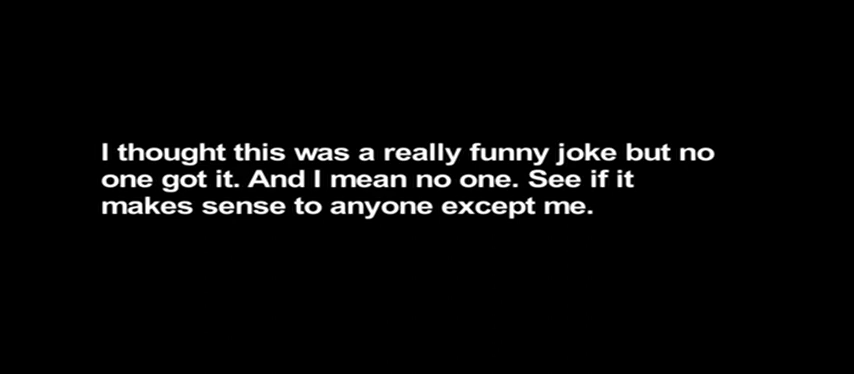 I thought this was a really funny joke but no
one got it. And I mean no one. See if it
makes sense to anyone except me.